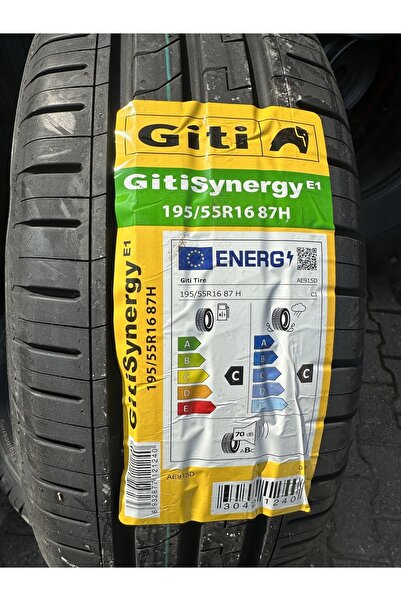 Giti
GitiSynergy E1
195/55R16 87H
ENERG
Giti Tire
AE915D
195/55R16 87 H
C1
A
B
C
D
E
C
A
B
C
D
E
C
70 dB
ABC
AE915D
GitiSynergy E1
195/55R16 87H